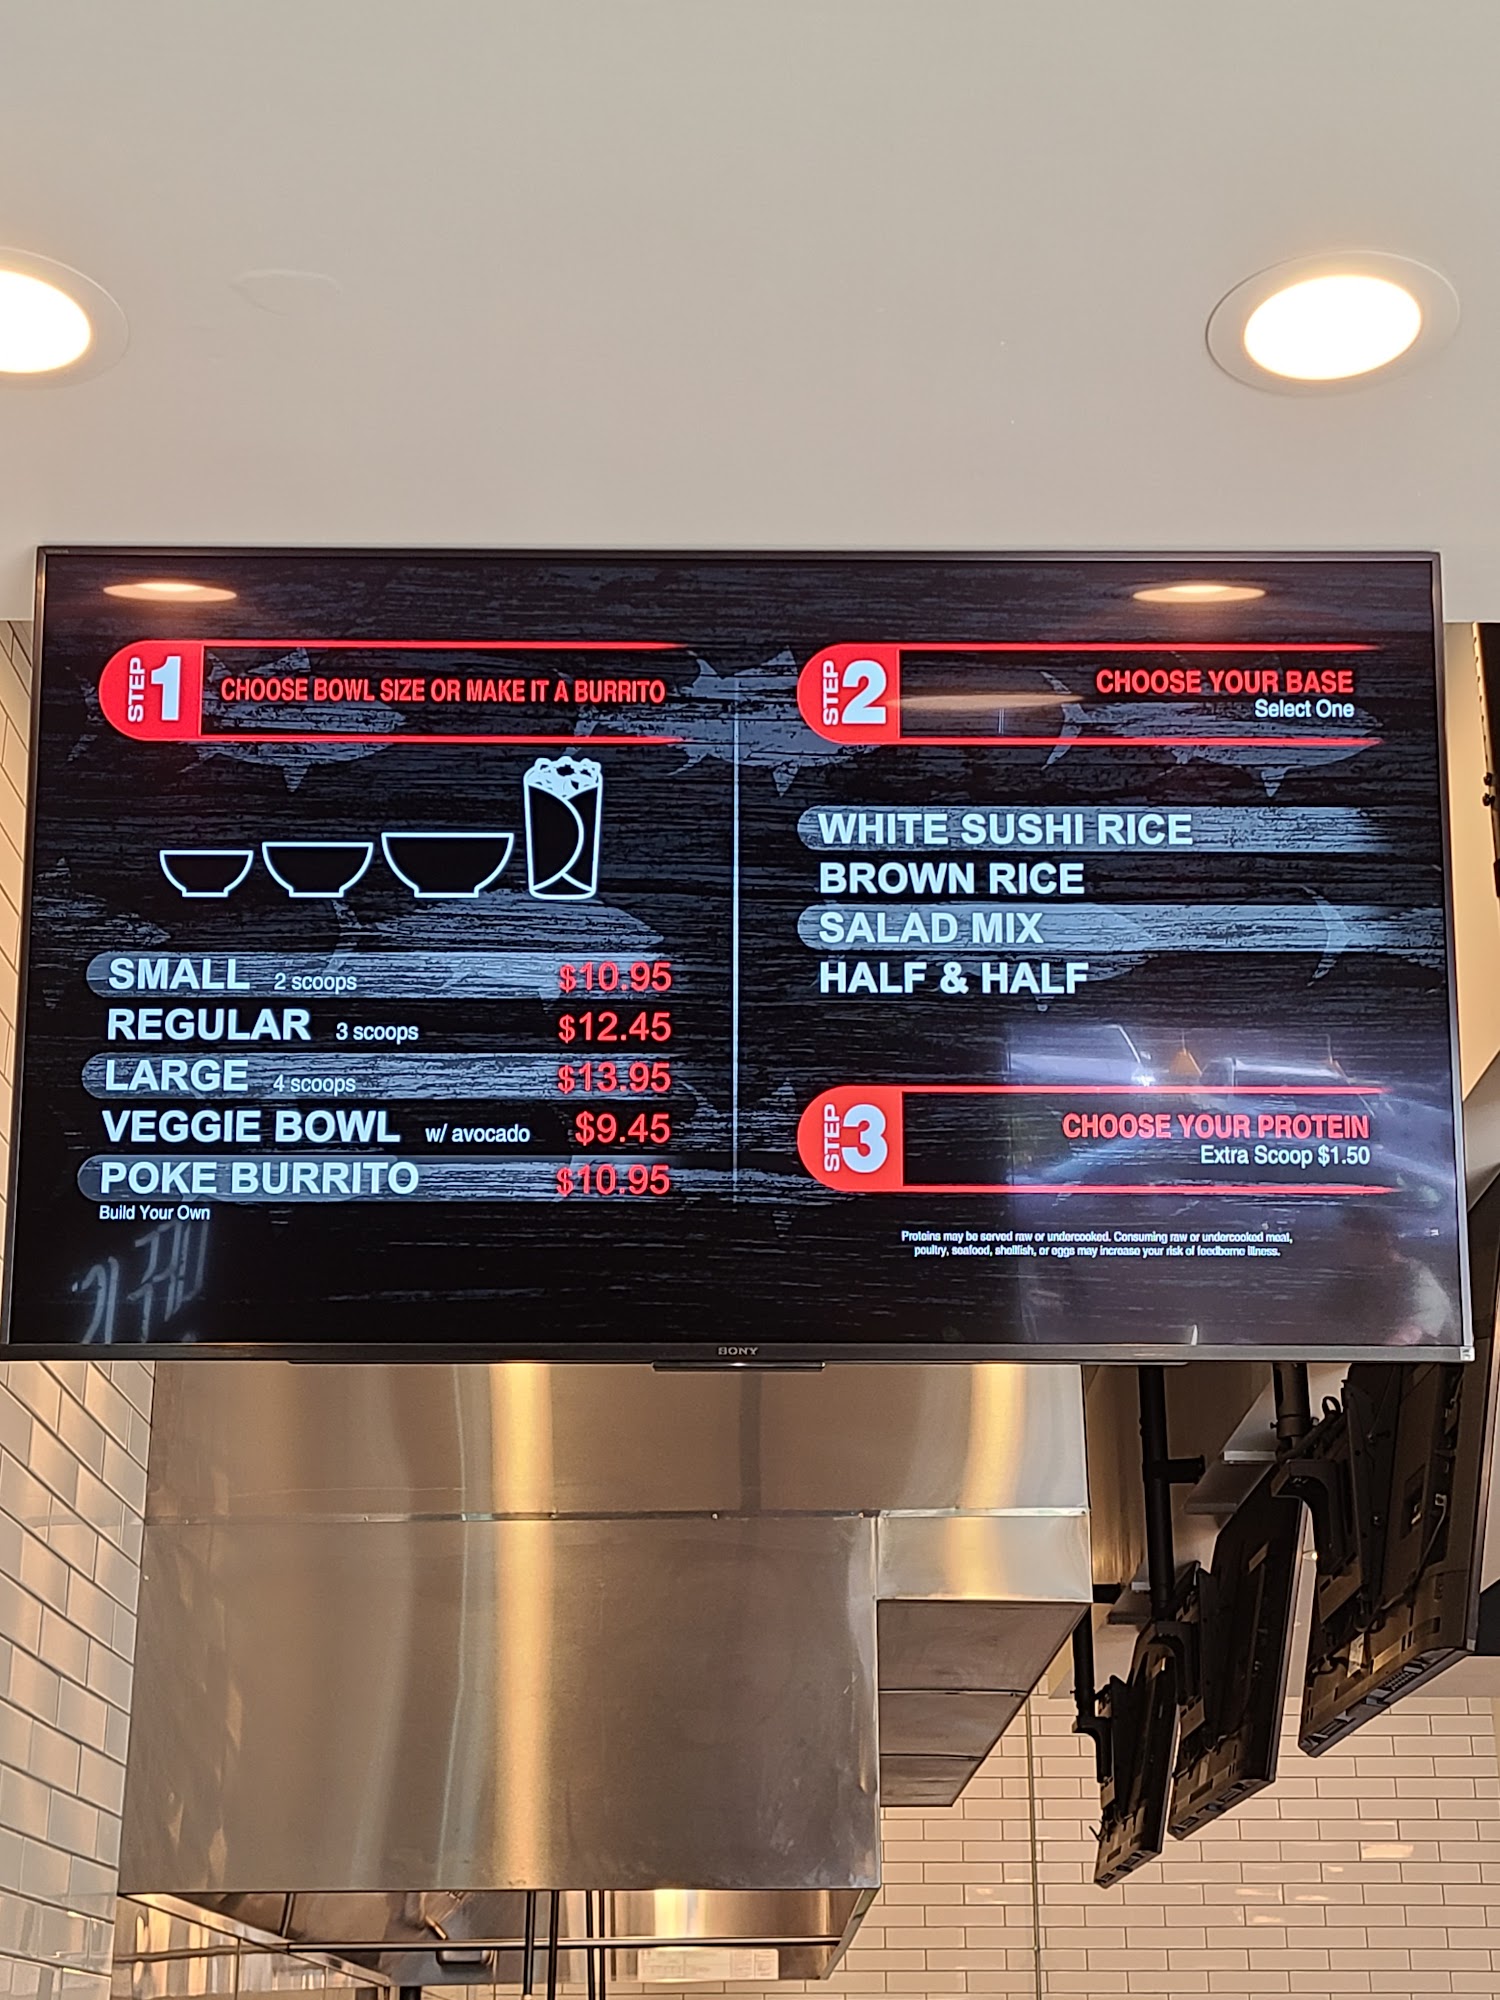 STEP 1
CHOOSE BOWL SIZE OR MAKE IT A BURRITO
SMALL 2 scoops $10.95
REGULAR 3 scoops $12.45
LARGE 4 scoops $13.95
VEGGIE BOWL w/ avocado $9.45
POKE BURRITO $10.95
Build Your Own
STEP 2
CHOOSE YOUR BASE
Select One
WHITE SUSHI RICE
BROWN RICE
SALAD MIX
HALF & HALF
STEP 3
CHOOSE YOUR PROTEIN
Extra Scoop $1.50
Proteins may be served raw or undercooked. Consuming raw or undercooked meat,
poultry, seafood, shellfish, or eggs may increase your risk of foodborne illness.
SONY